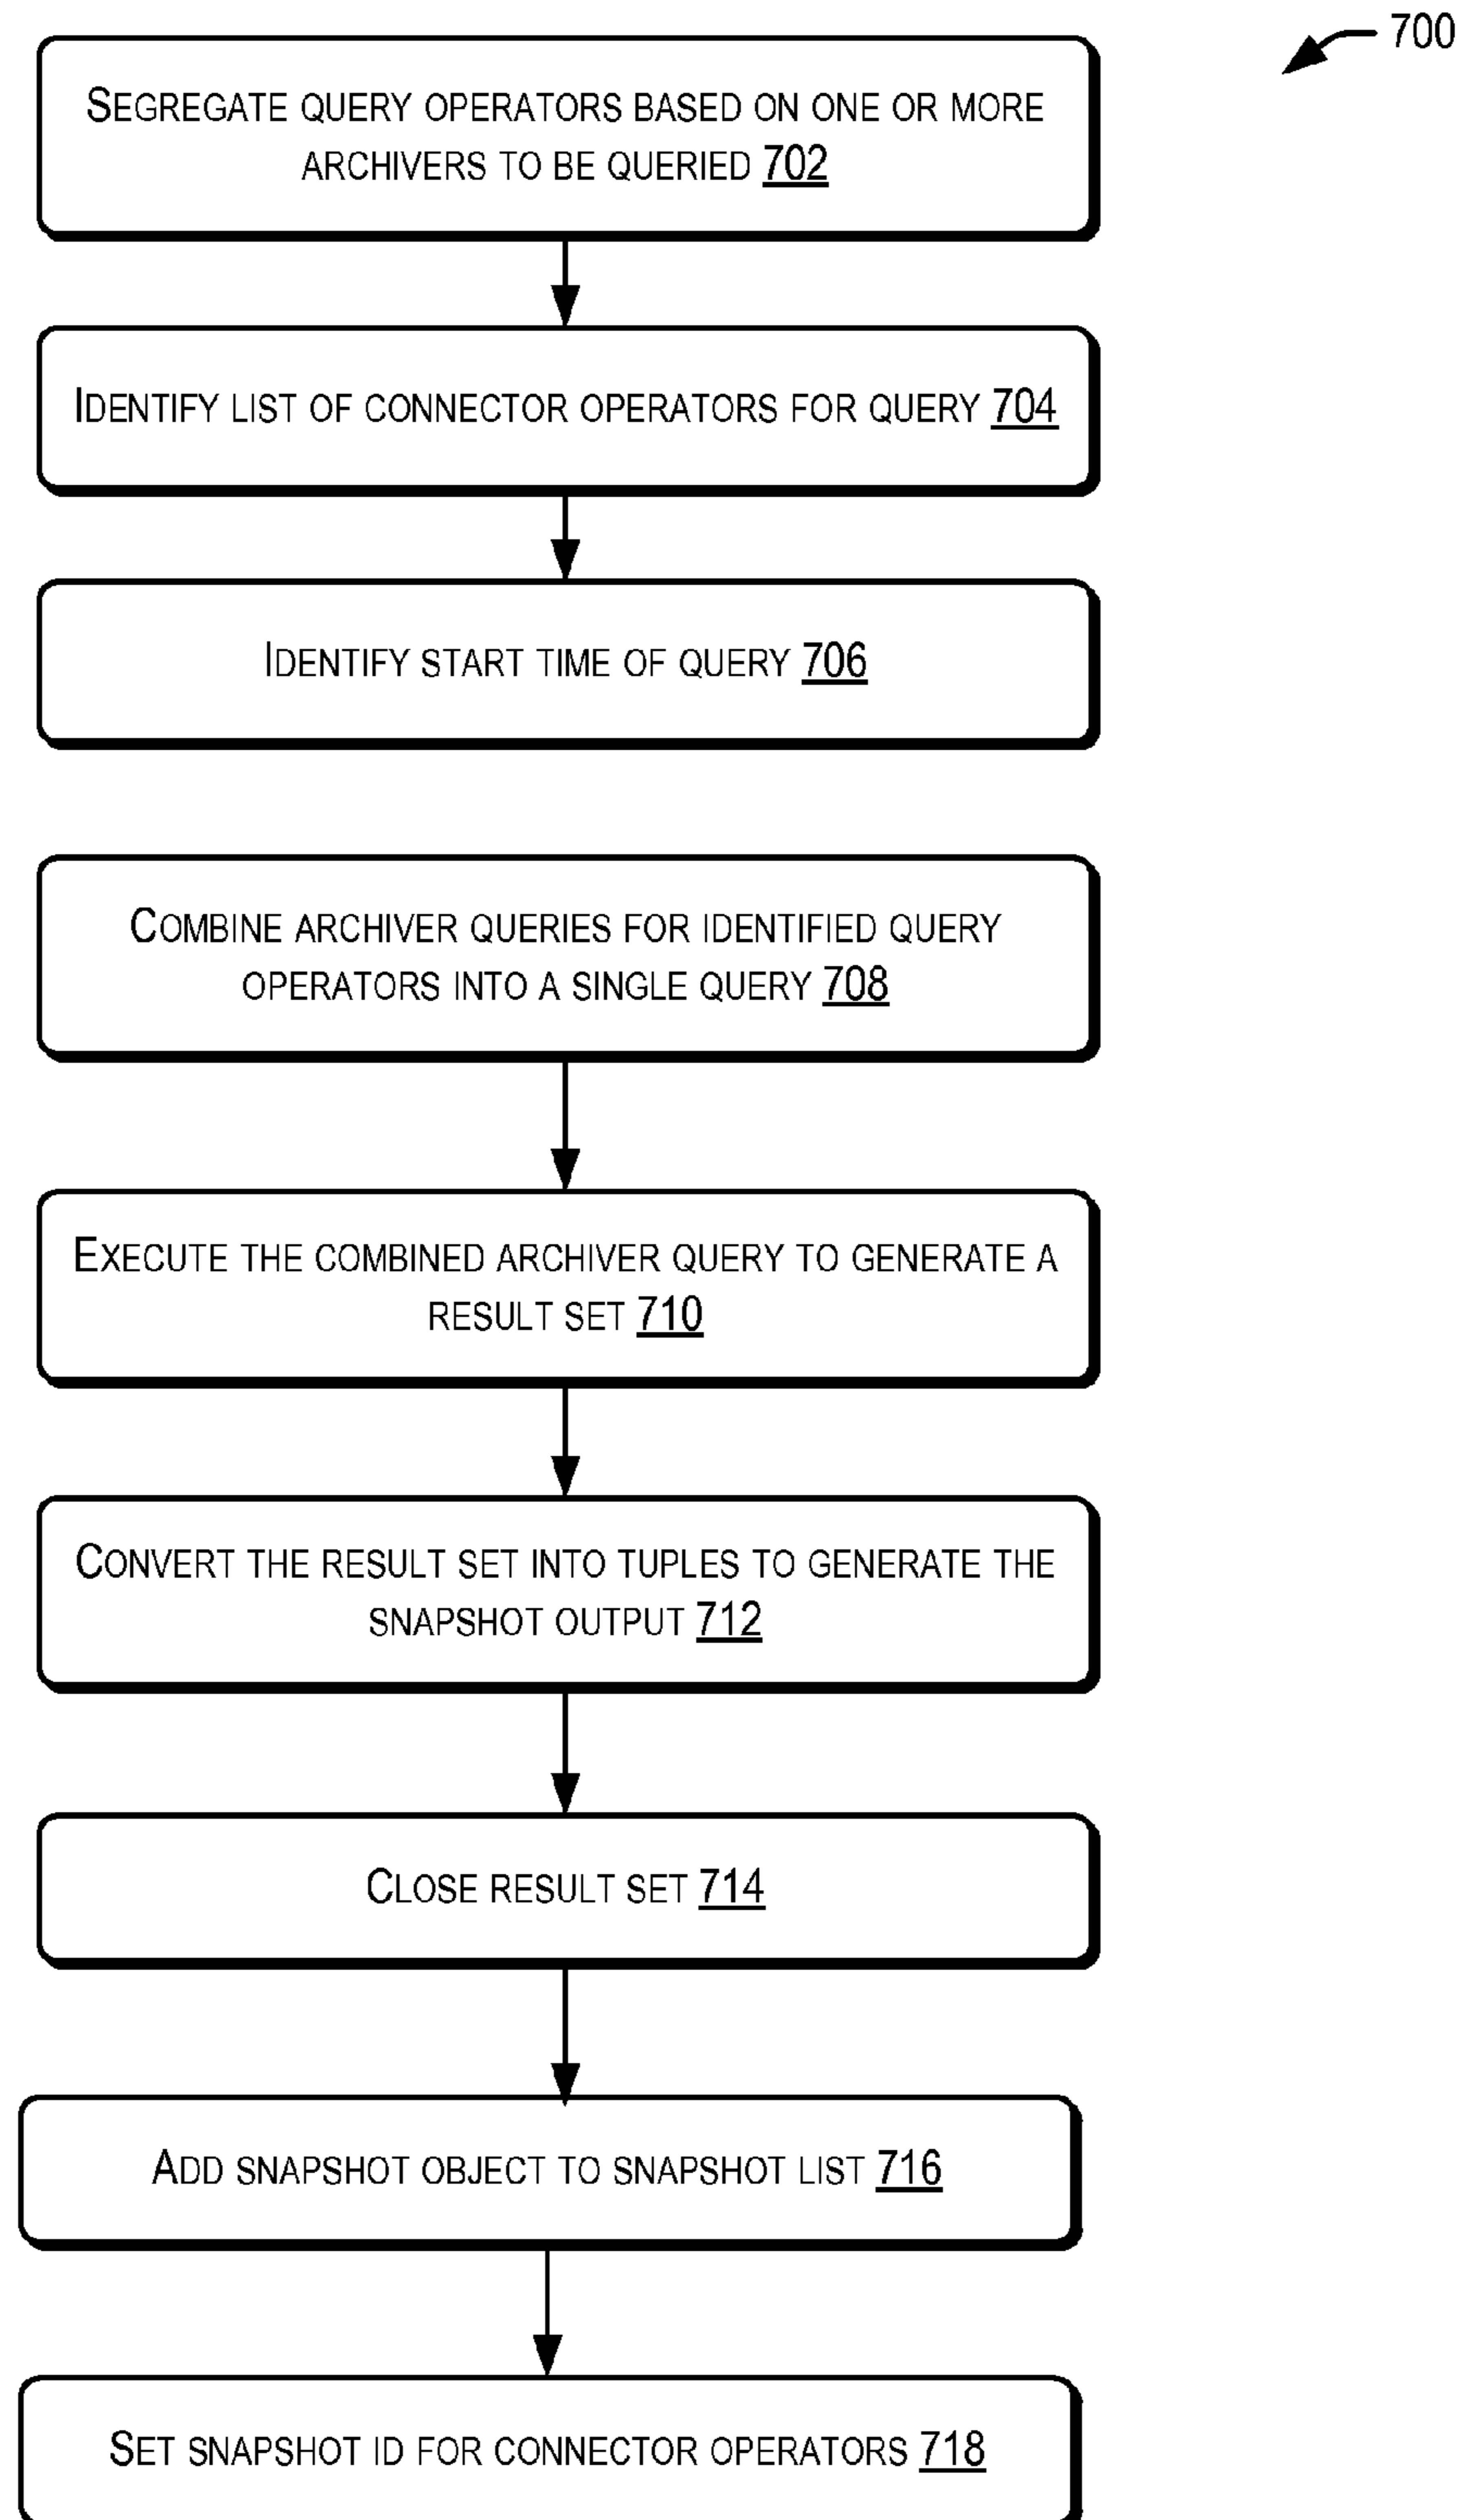 700
SEGREGATE QUERY OPERATORS BASED ON ONE OR MORE
ARCHIVERS TO BE QUERIED 702
IDENTIFY LIST OF CONNECTOR OPERATORS FOR QUERY 704
IDENTIFY START TIME OF QUERY 706
COMBINE ARCHIVER QUERIES FOR IDENTIFIED QUERY
OPERATORS INTO A SINGLE QUERY 708
EXECUTE THE COMBINED ARCHIVER QUERY TO GENERATE A
RESULT SET 710
CONVERT THE RESULT SET INTO TUPLES TO GENERATE THE
SNAPSHOT OUTPUT 712
CLOSE RESULT SET 714
ADD SNAPSHOT OBJECT TO SNAPSHOT LIST 716
SET SNAPSHOT ID FOR CONNECTOR OPERATORS 718